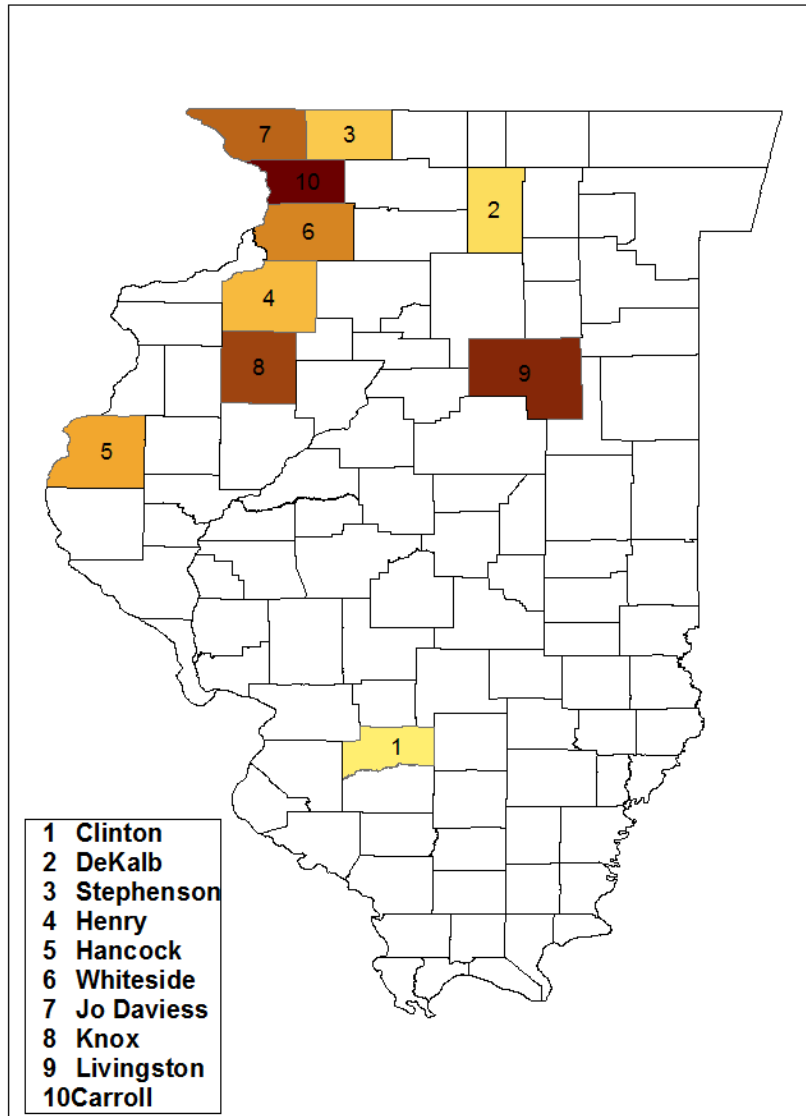 7
3
10
2
6
4
8
9
5
1
1 Clinton
2 DeKalb
3 Stephenson
4 Henry
5 Hancock
6 Whiteside
7 Jo Daviess
8 Knox
9 Livingston
10Carroll